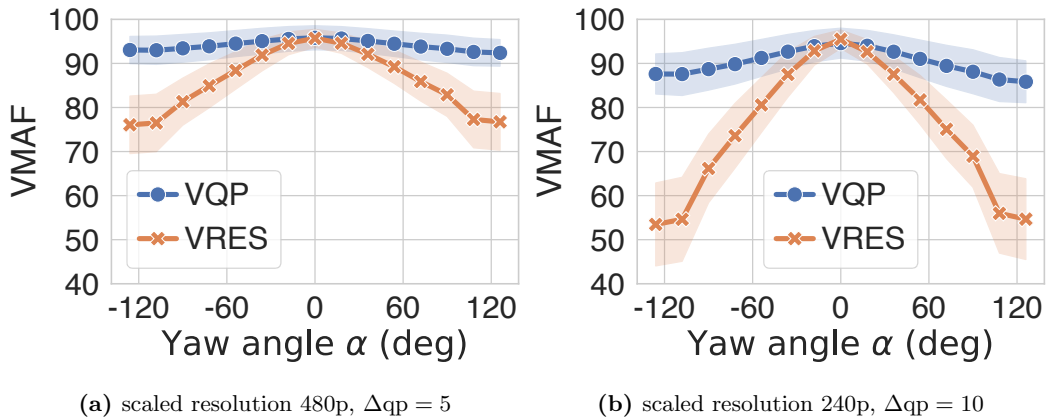 VMAF
100
90
80
70
60
50
40
VQP
VRES
-120
-60
0
60
120
Yaw angle α (deg)
(a) scaled resolution 480p, Δqp = 5
VMAF
100
90
80
70
60
50
40
VQP
VRES
-120
-60
0
60
120
Yaw angle α (deg)
(b) scaled resolution 240p, Δqp = 10